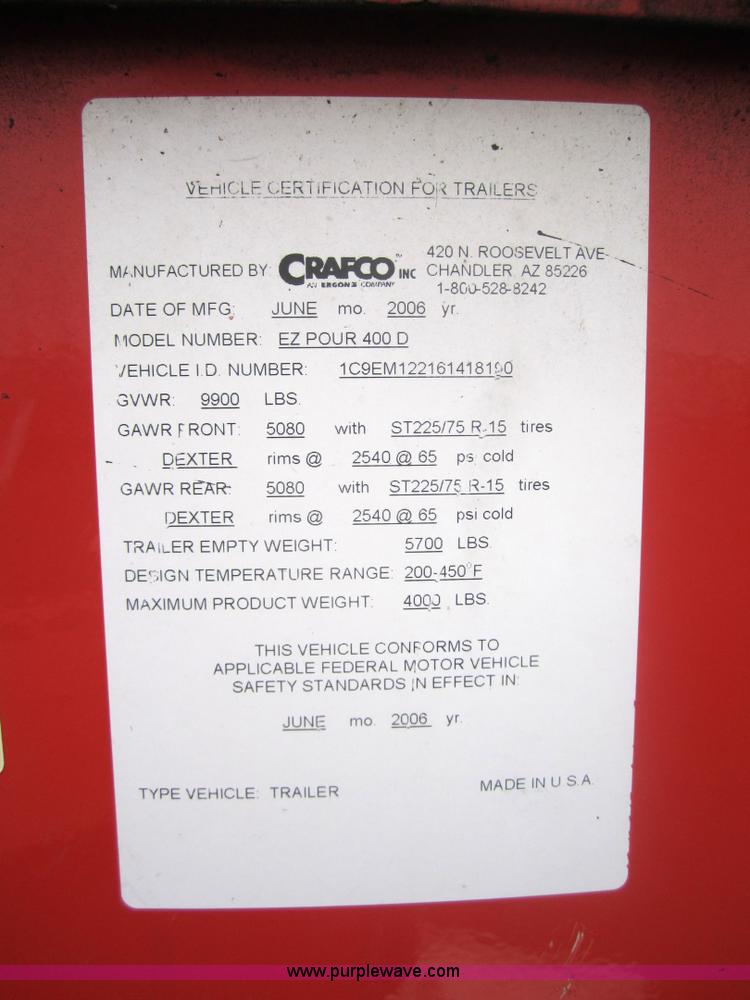 VEHICLE CERTIFICATION FOR TRAILERS
MANUFACTURED BY: CRAFCO INC 420 N. ROOSEVELT AVE
AN ERGON COMPANY CHANDLER, AZ 85226
1-800-528-8242
DATE OF MFG: JUNE mo. 2006 yr.
MODEL NUMBER: EZ POUR 400 D
VEHICLE I.D. NUMBER: 1C9EM122161418190
GVWR: 9900 LBS.
GAWR FRONT: 5080 with ST225/75 R-15 tires
DEXTER rims @ 2540 @ 65 psi cold
GAWR REAR: 5080 with ST225/75 R-15 tires
DEXTER rims @ 2540 @ 65 psi cold
TRAILER EMPTY WEIGHT: 5700 LBS.
DESIGN TEMPERATURE RANGE: 200-450°F
MAXIMUM PRODUCT WEIGHT: 4000 LBS.
THIS VEHICLE CONFORMS TO
APPLICABLE FEDERAL MOTOR VEHICLE
SAFETY STANDARDS IN EFFECT IN:
JUNE mo. 2006 yr.
TYPE VEHICLE: TRAILER MADE IN U.S.A.
www.purplewave.com